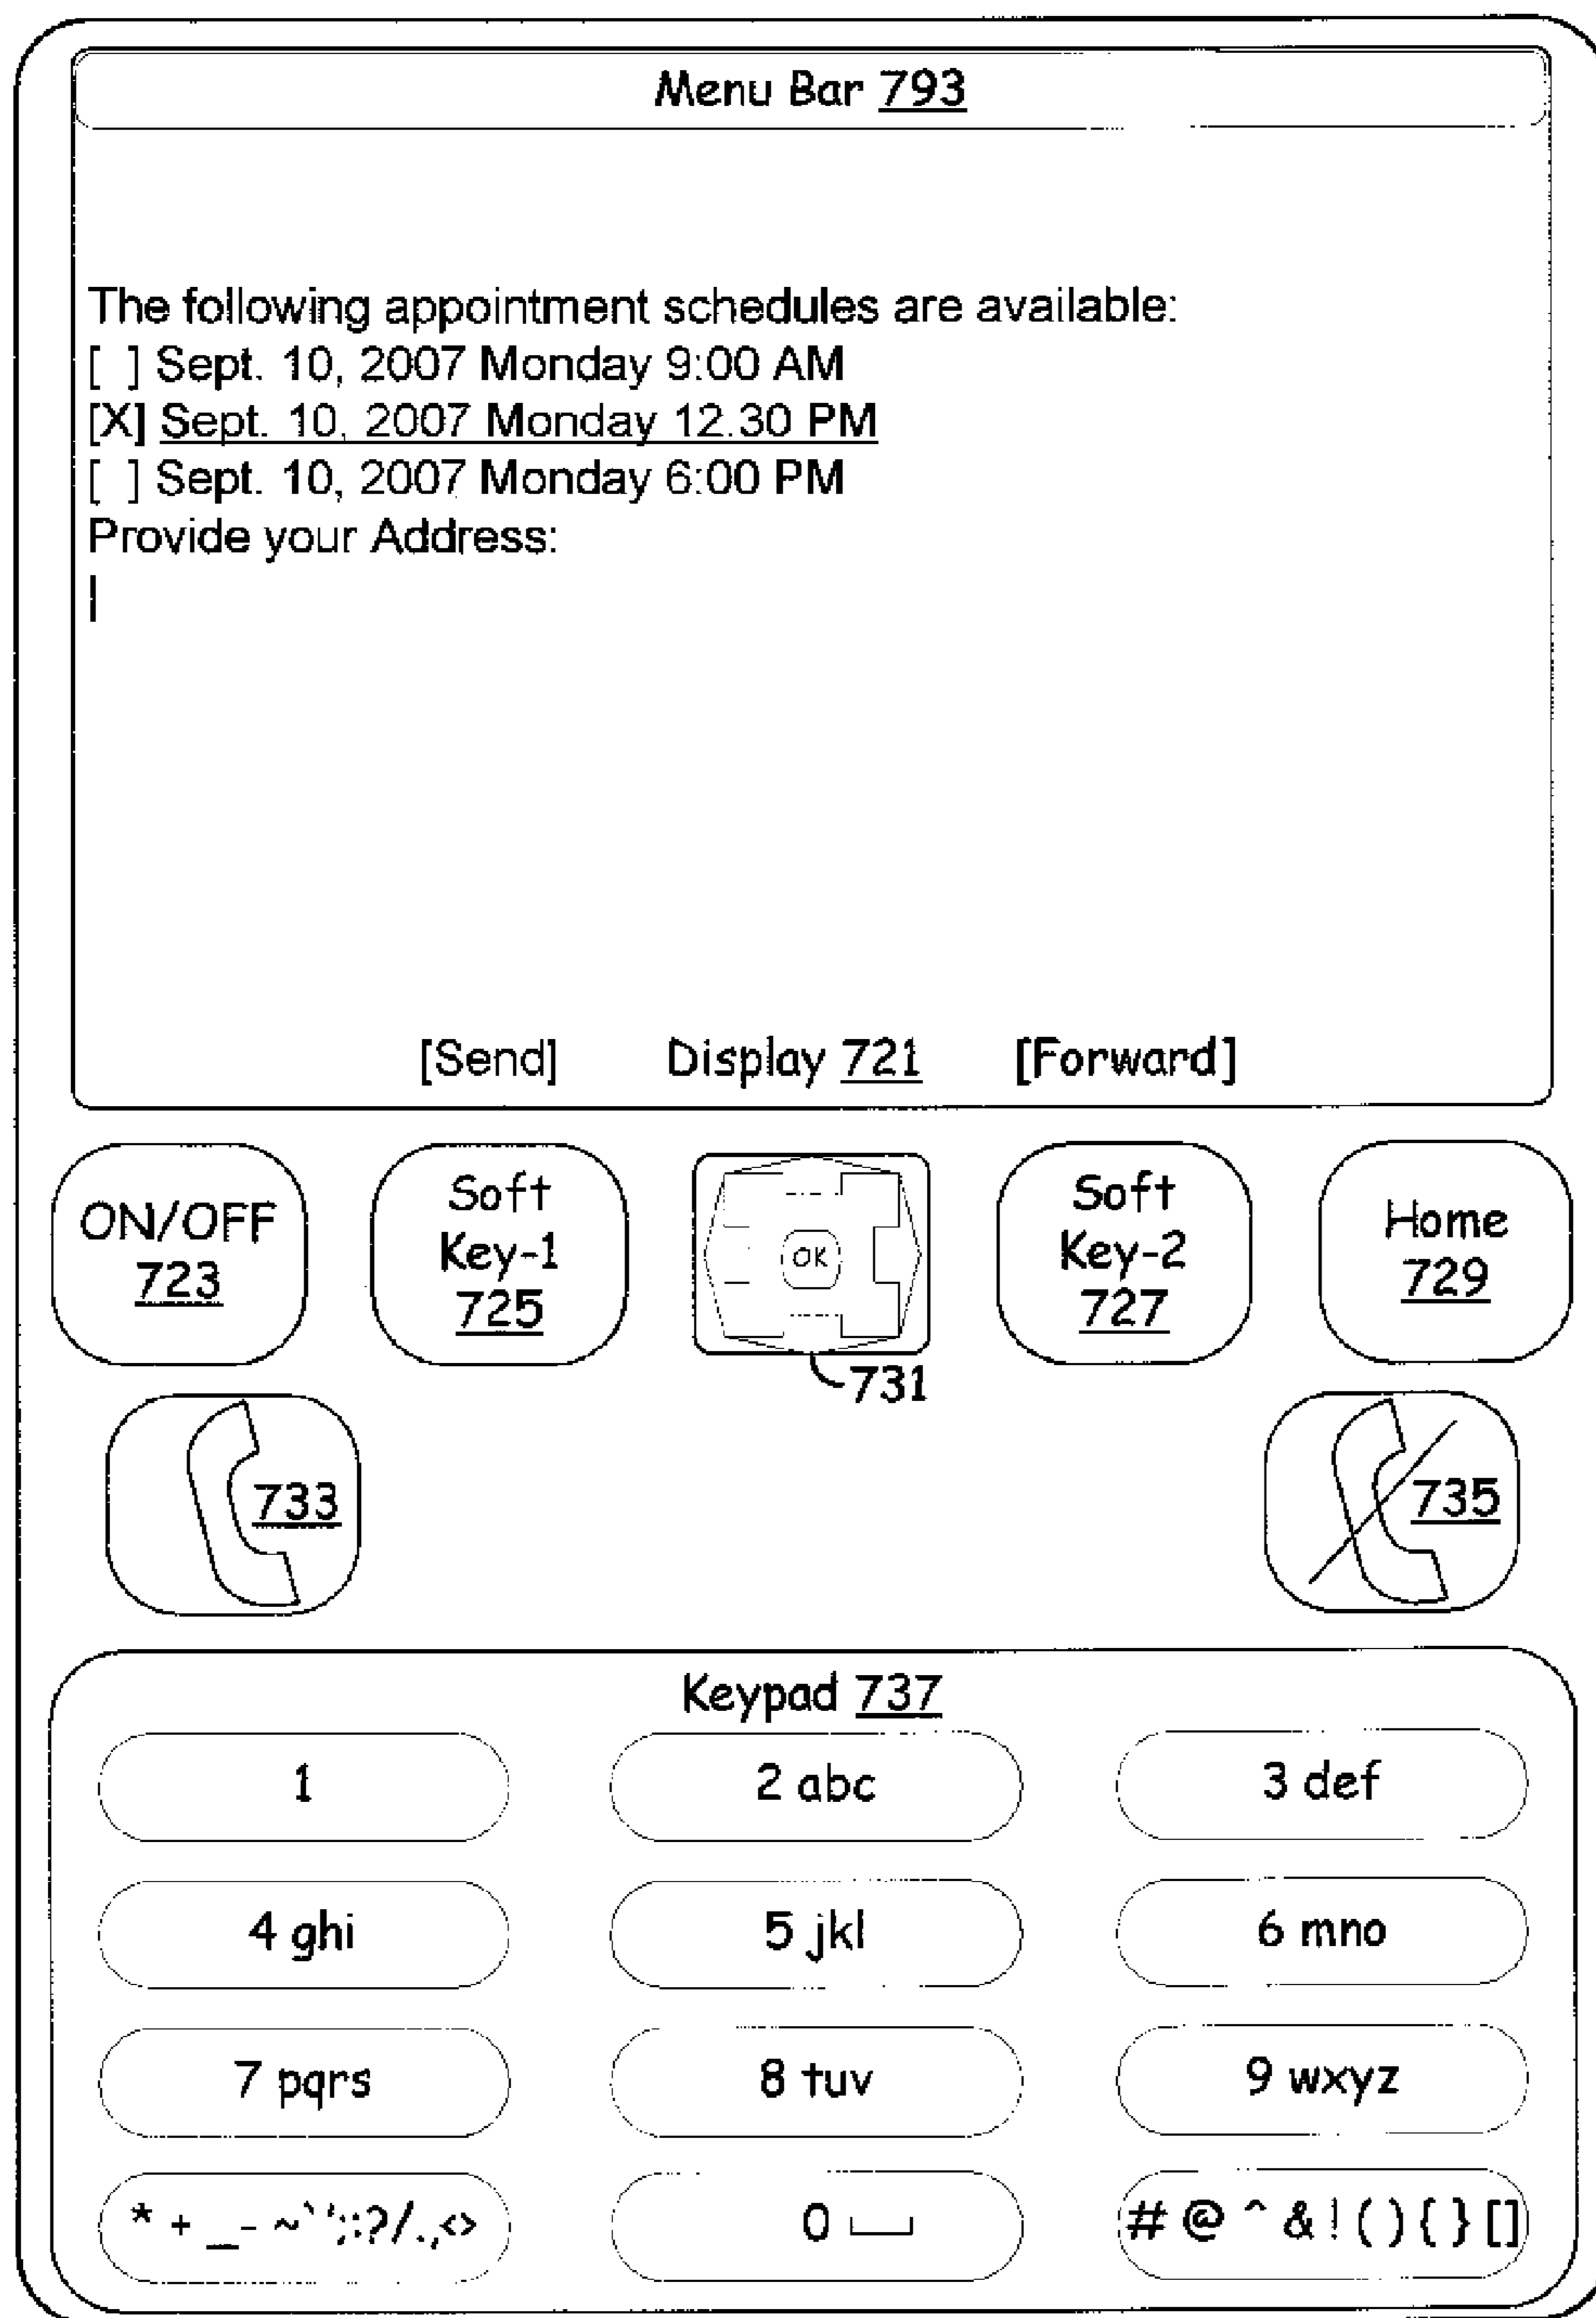 Menu Bar 793
The following appointment schedules are available:
[ ] Sept. 10, 2007 Monday 9:00 AM
[X] Sept. 10, 2007 Monday 12.30 PM
[ ] Sept. 10, 2007 Monday 6:00 PM
Provide your Address:
|
[Send] Display 721 [Forward]
ON/OFF
723
Soft
Key-1
725
OK
731
Soft
Key-2
727
Home
729
733
735
Keypad 737
1
2 abc
3 def
4 ghi
5 jkl
6 mno
7 pqrs
8 tuv
9 wxyz
* + _ - ~ ` ' ; : ? / . , < >
0
# @ ^ & ! ( ) { } [ ]